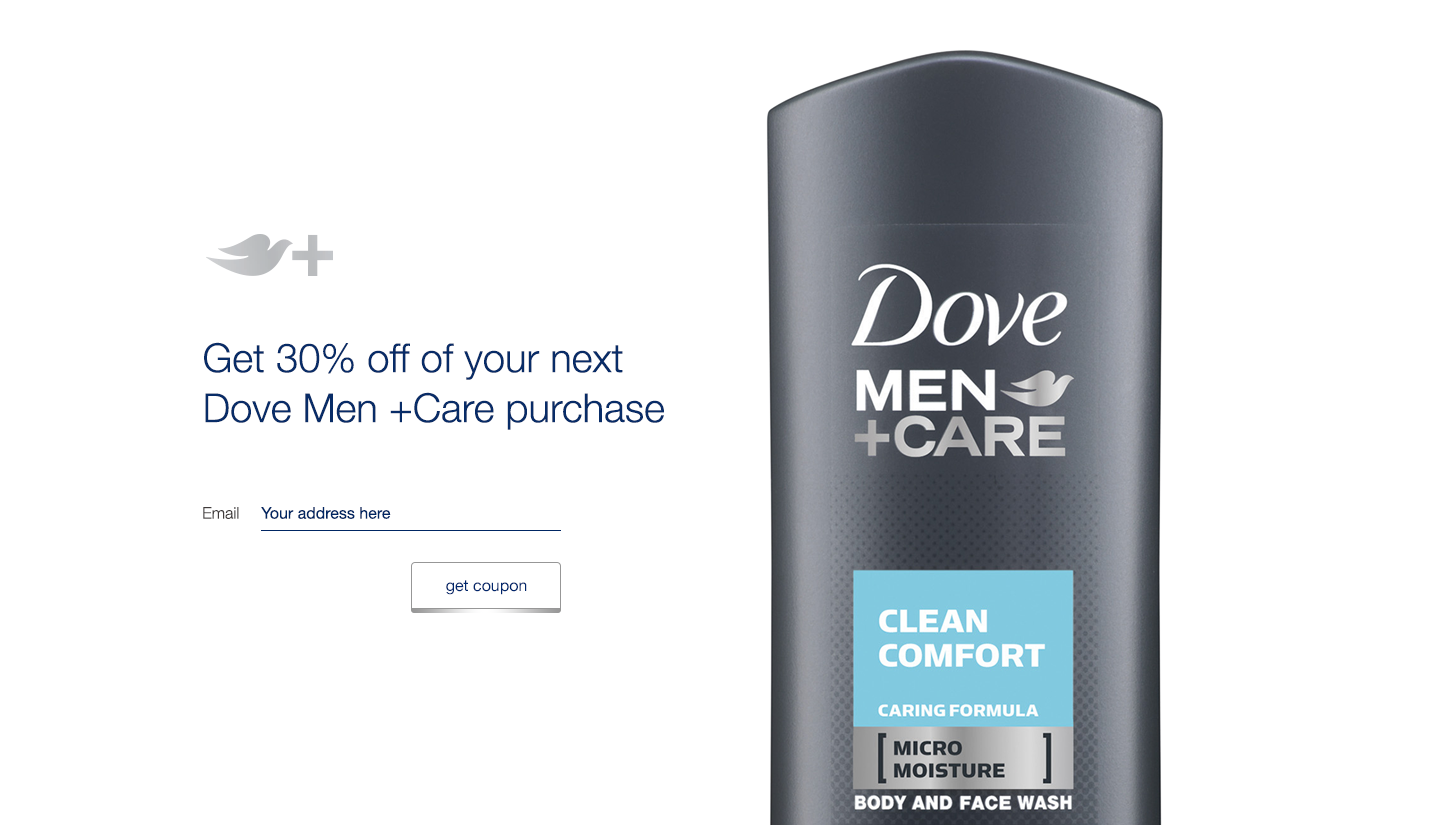 Get 30% off of your next
Dove Men +Care purchase
Email Your address here
get coupon
Dove
MEN
+CARE
CLEAN
COMFORT
CARING FORMULA
[MICRO
MOISTURE]
BODY AND FACE WASH